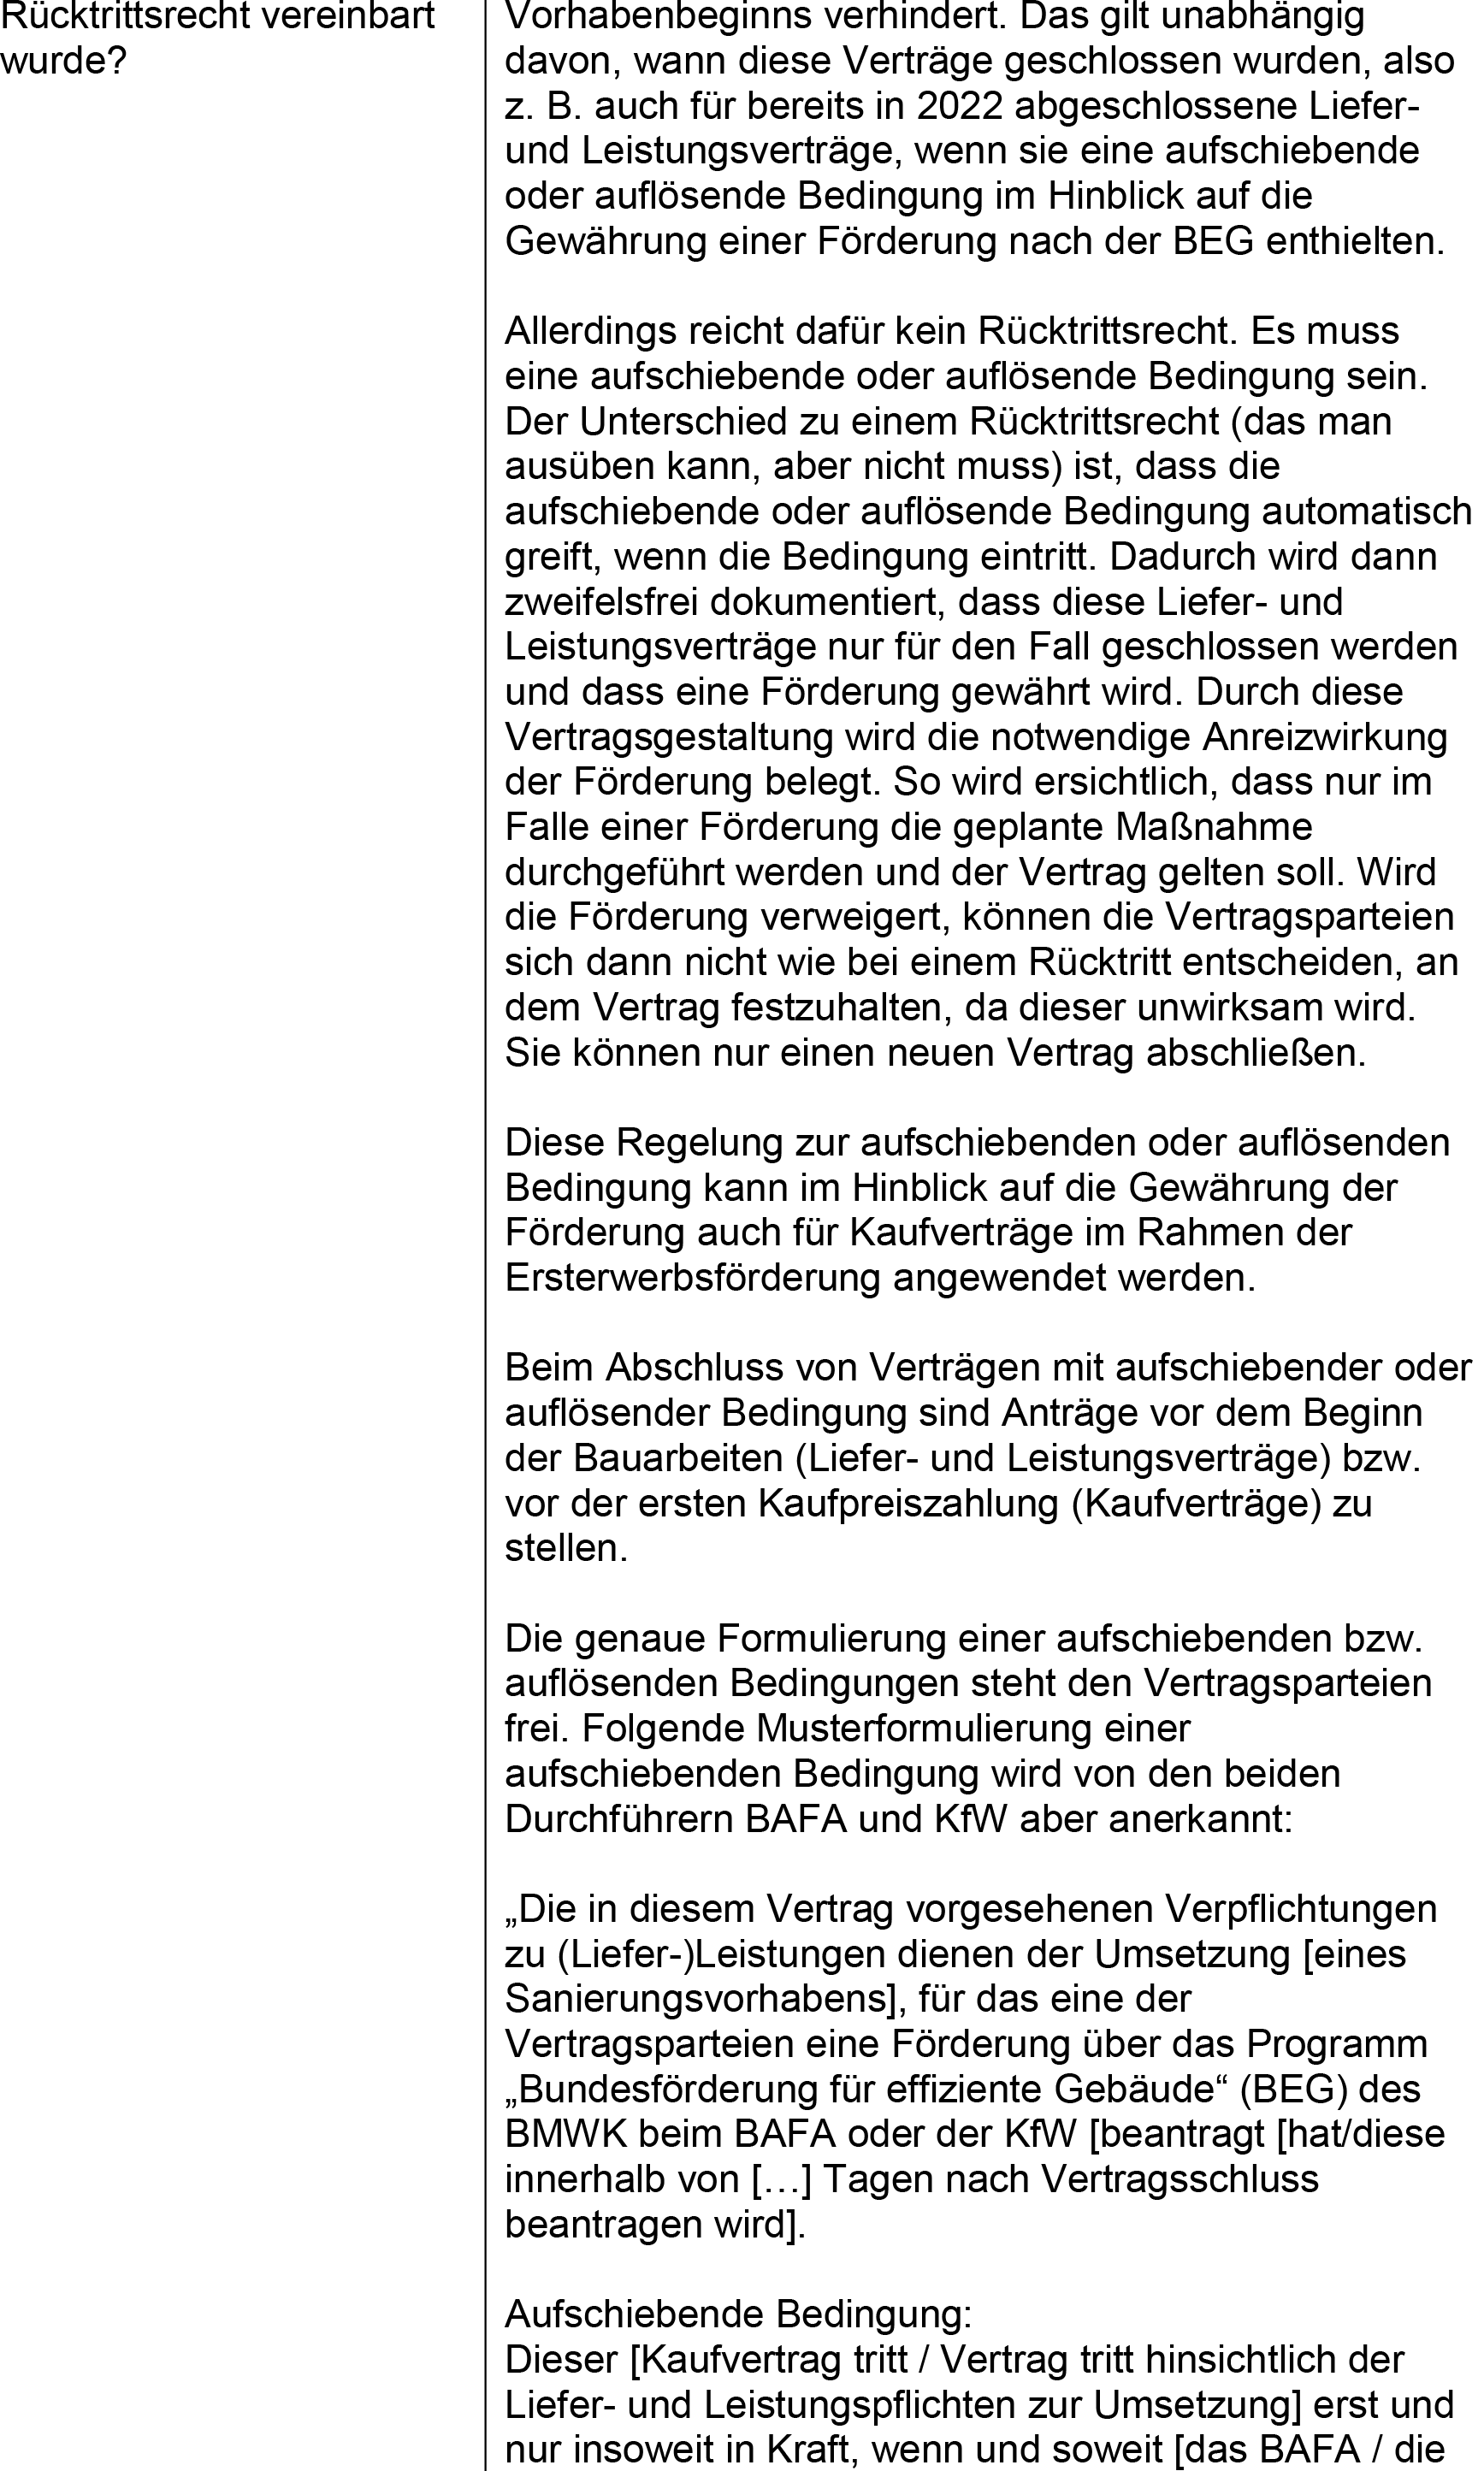 Rücktrittsrecht vereinbart
wurde?
Vorhabenbeginns verhindert. Das gilt unabhängig
davon, wann diese Verträge geschlossen wurden, also
z. B. auch für bereits in 2022 abgeschlossene Liefer-
und Leistungsverträge, wenn sie eine aufschiebende
oder auflösende Bedingung im Hinblick auf die
Gewährung einer Förderung nach der BEG enthielten.
Allerdings reicht dafür kein Rücktrittsrecht. Es muss
eine aufschiebende oder auflösende Bedingung sein.
Der Unterschied zu einem Rücktrittsrecht (das man
ausüben kann, aber nicht muss) ist, dass die
aufschiebende oder auflösende Bedingung automatisch
greift, wenn die Bedingung eintritt. Dadurch wird dann
zweifelsfrei dokumentiert, dass diese Liefer- und
Leistungsverträge nur für den Fall geschlossen werden
und dass eine Förderung gewährt wird. Durch diese
Vertragsgestaltung wird die notwendige Anreizwirkung
der Förderung belegt. So wird ersichtlich, dass nur im
Falle einer Förderung die geplante Maßnahme
durchgeführt werden und der Vertrag gelten soll. Wird
die Förderung verweigert, können die Vertragsparteien
sich dann nicht wie bei einem Rücktritt entscheiden, an
dem Vertrag festzuhalten, da dieser unwirksam wird.
Sie können nur einen neuen Vertrag abschließen.
Diese Regelung zur aufschiebenden oder auflösenden
Bedingung kann im Hinblick auf die Gewährung der
Förderung auch für Kaufverträge im Rahmen der
Ersterwerbsförderung angewendet werden.
Beim Abschluss von Verträgen mit aufschiebender oder
auflösender Bedingung sind Anträge vor dem Beginn
der Bauarbeiten (Liefer- und Leistungsverträge) bzw.
vor der ersten Kaufpreiszahlung (Kaufverträge) zu
stellen.
Die genaue Formulierung einer aufschiebenden bzw.
auflösenden Bedingungen steht den Vertragsparteien
frei. Folgende Musterformulierung einer
aufschiebenden Bedingung wird von den beiden
Durchführern BAFA und KfW aber anerkannt:
„Die in diesem Vertrag vorgesehenen Verpflichtungen
zu (Liefer-)Leistungen dienen der Umsetzung [eines
Sanierungsvorhabens], für das eine der
Vertragsparteien eine Förderung über das Programm
„Bundesförderung für effiziente Gebäude“ (BEG) des
BMWK beim BAFA oder der KfW [beantragt [hat/diese
innerhalb von […] Tagen nach Vertragsschluss
beantragen wird].
Aufschiebende Bedingung:
Dieser [Kaufvertrag tritt / Vertrag tritt hinsichtlich der
Liefer- und Leistungspflichten zur Umsetzung] erst und
nur insoweit in Kraft, wenn und soweit [das BAFA / die